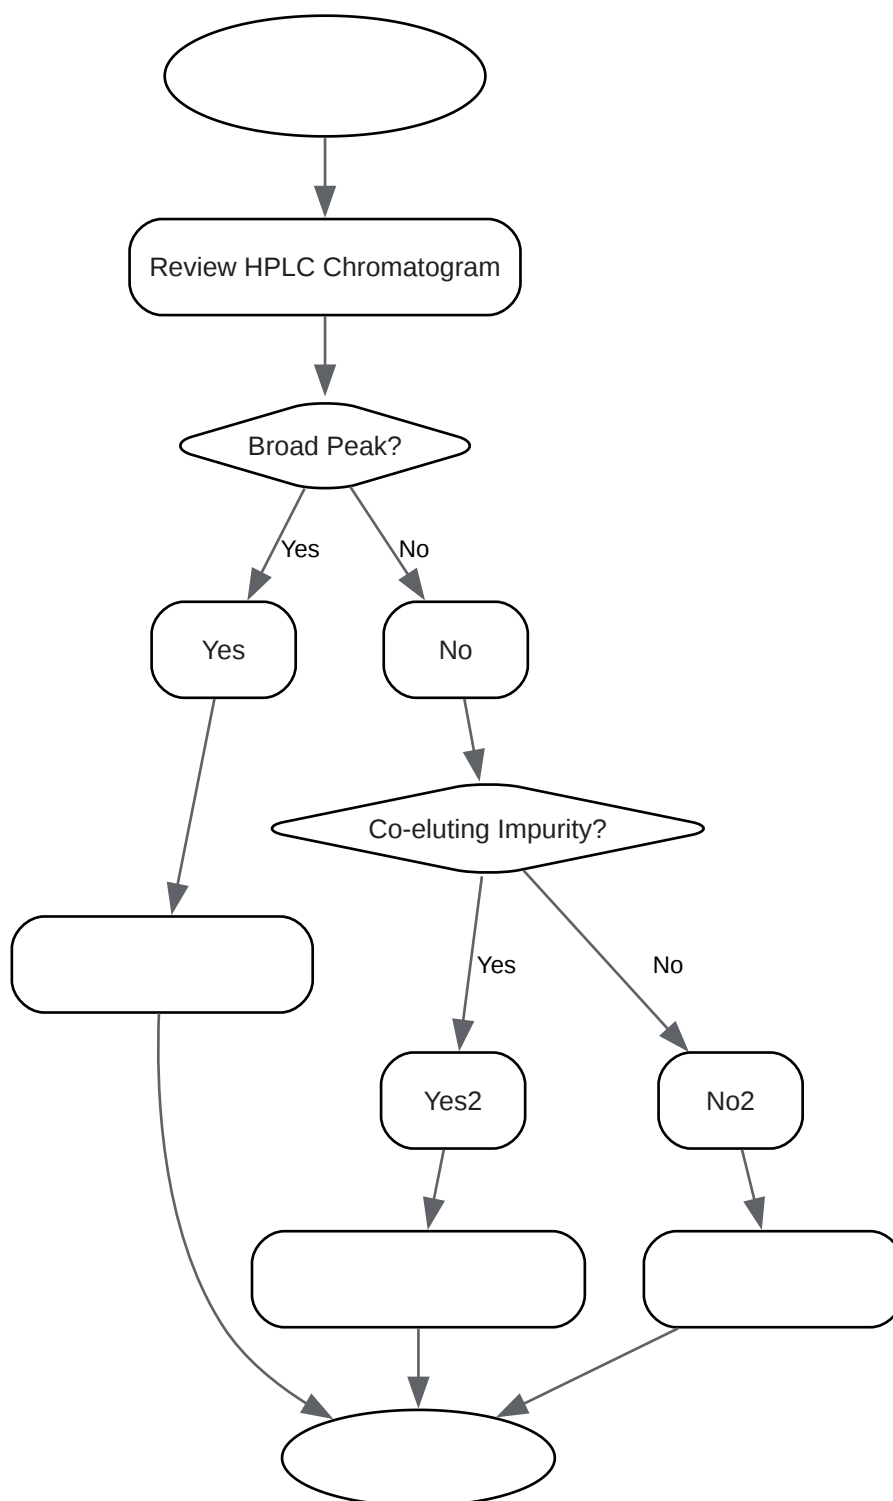 Review HPLC Chromatogram
Broad Peak?
Yes
No
Yes
No
Co-eluting Impurity?
Yes
No
Yes2
No2